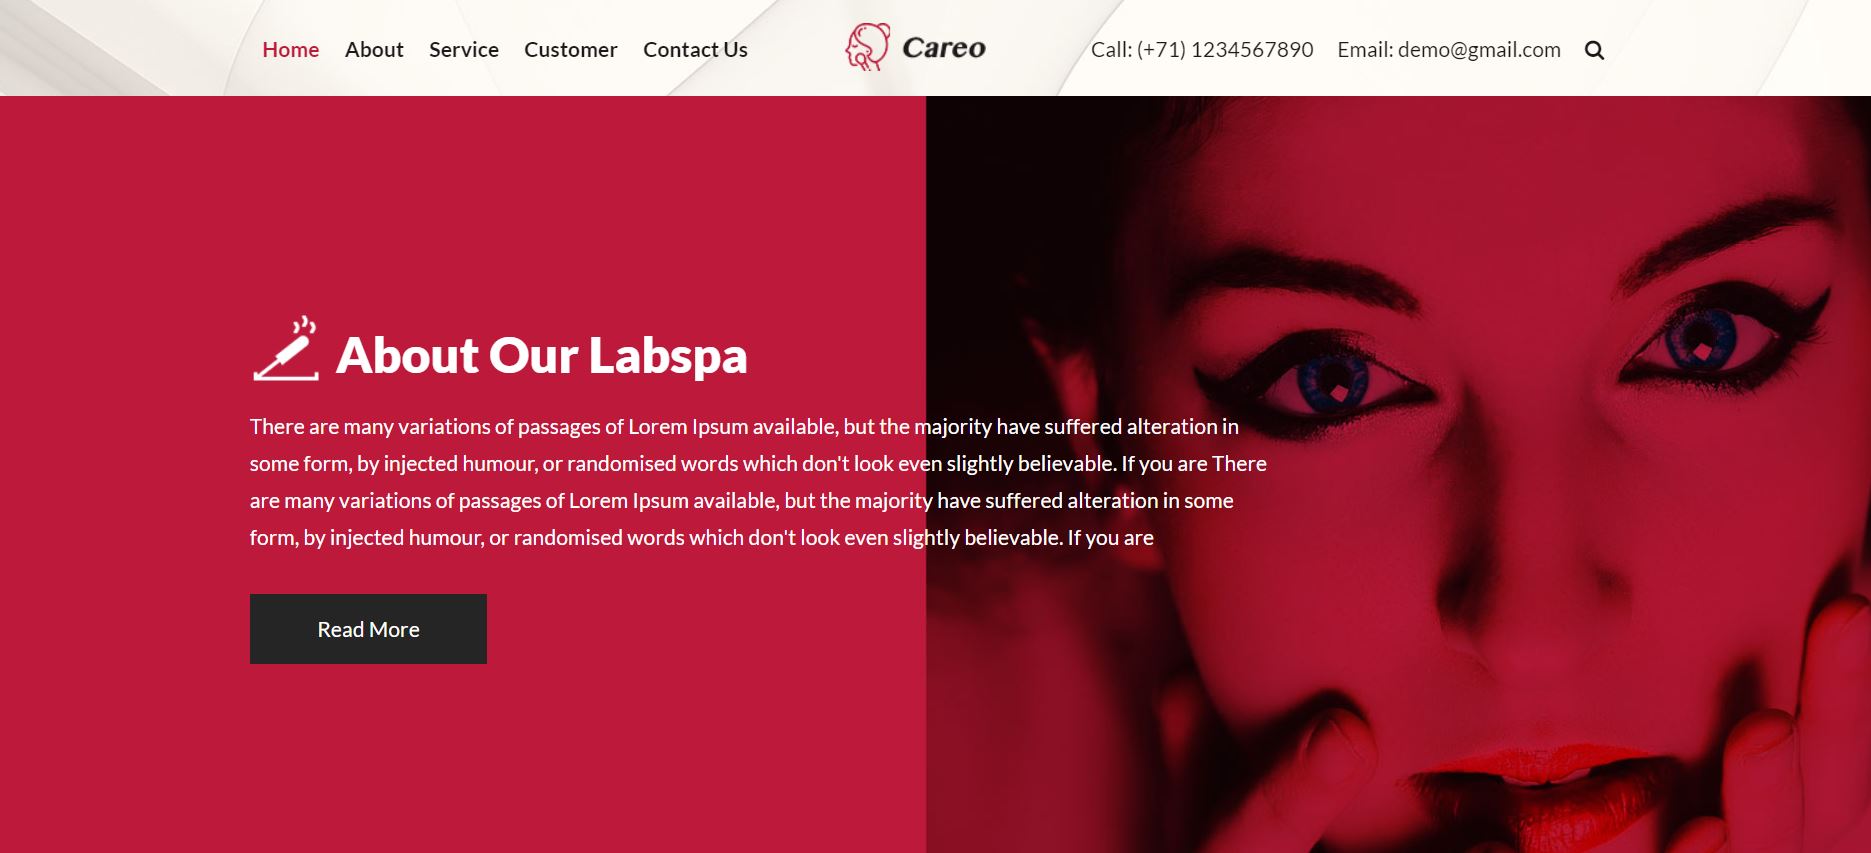 Home About Service Customer Contact Us Careo Call: (+71) 1234567890 Email: demo@gmail.com
About Our Labspa
There are many variations of passages of Lorem Ipsum available, but the majority have suffered alteration in
some form, by injected humour, or randomised words which don't look even slightly believable. If you are There
are many variations of passages of Lorem Ipsum available, but the majority have suffered alteration in some
form, by injected humour, or randomised words which don't look even slightly believable. If you are
Read More